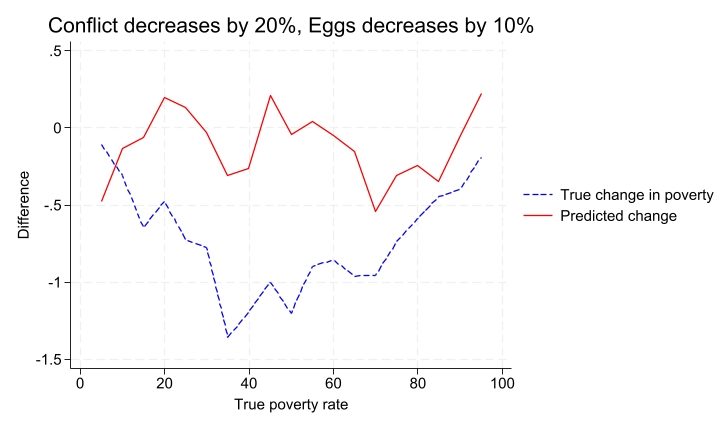 Conflict decreases by 20%, Eggs decreases by 10%
.5
0
-.5
-1
-1.5
Difference
0 20 40 60 80 100
True poverty rate
True change in poverty
Predicted change